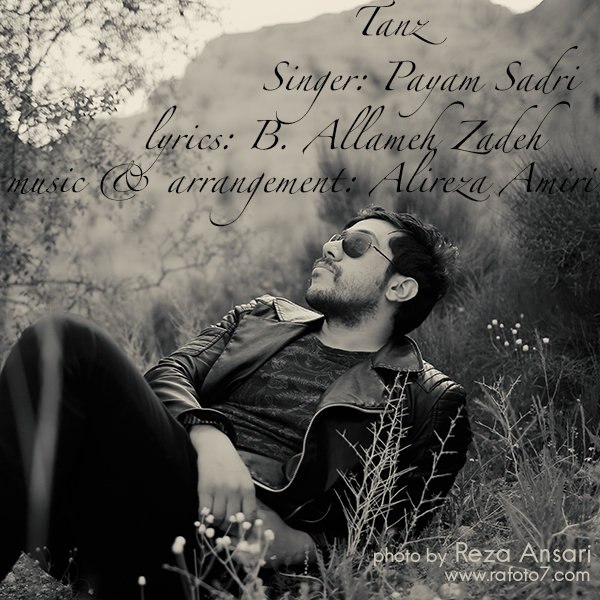 Tanz
Singer: Payam Sadri
lyrics: B. Allameh Zadeh
music & arrangement: Alireza Amiri
photo by Reza Ansari
www.rafoto7.com